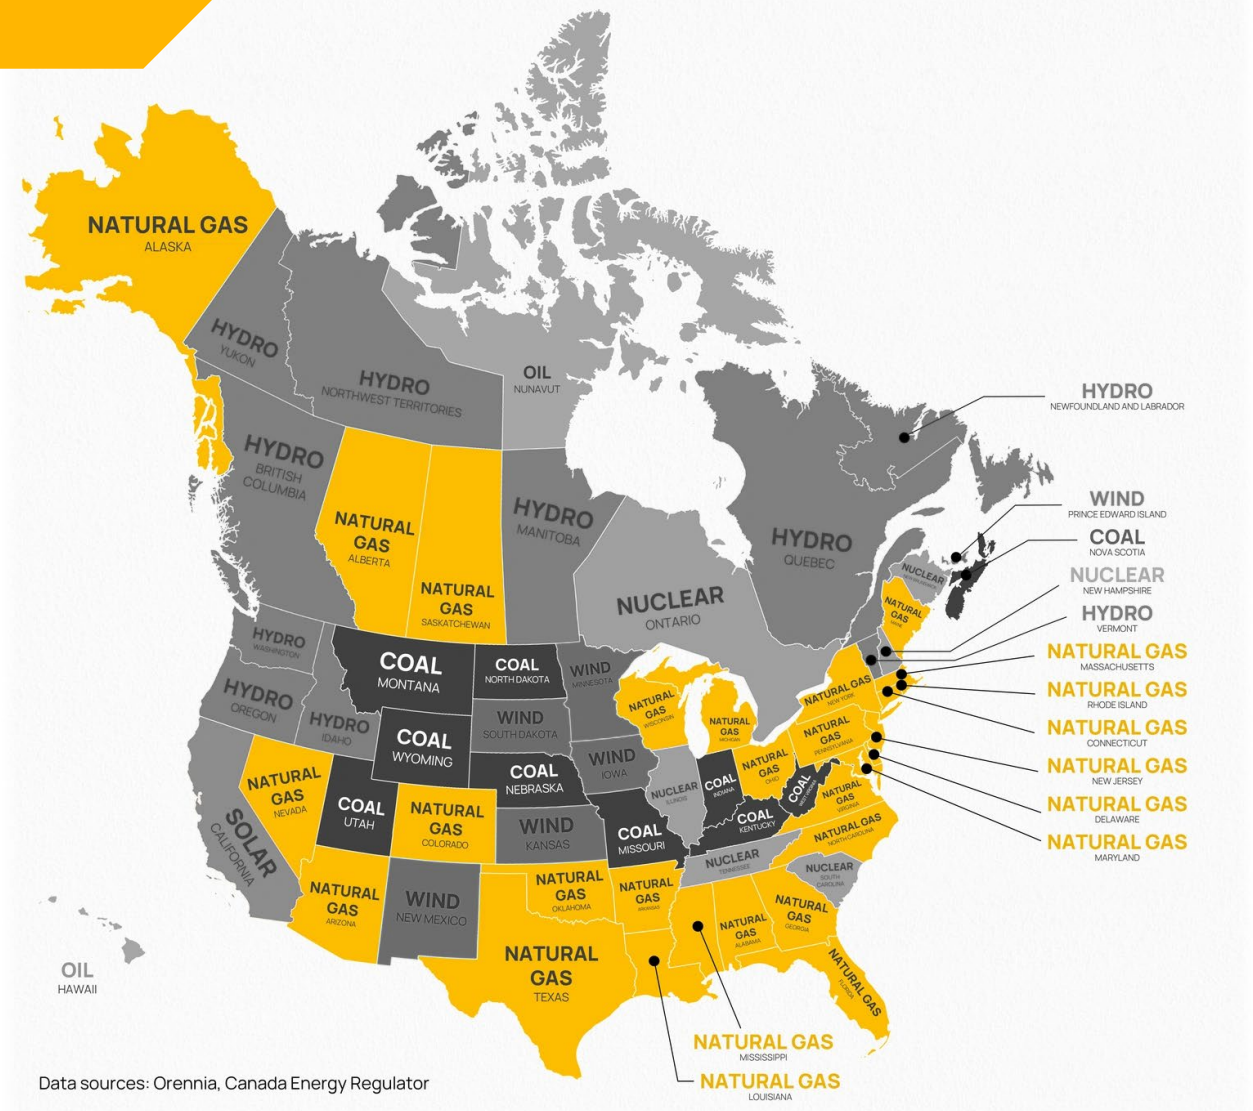 NATURAL GAS
ALASKA
HYDRO
YUKON
HYDRO
NORTHWEST TERRITORIES
OIL
NUNAVUT
HYDRO
NEWFOUNDLAND AND LABRADOR
HYDRO
BRITISH
COLUMBIA
NATURAL
GAS
ALBERTA
NATURAL
GAS
SASKATCHEWAN
HYDRO
MANITOBA
NUCLEAR
ONTARIO
HYDRO
QUEBEC
WIND
PRINCE EDWARD ISLAND
COAL
NOVA SCOTIA
NUCLEAR
NUCLEAR
NEW HAMPSHIRE
HYDRO
VERMONT
NATURAL
GAS
MAINE
NATURAL GAS
MASSACHUSETTS
NATURAL GAS
RHODE ISLAND
NATURAL GAS
CONNECTICUT
NATURAL GAS
NEW JERSEY
NATURAL GAS
DELAWARE
NATURAL GAS
MARYLAND
HYDRO
WASHINGTON
HYDRO
OREGON
HYDRO
IDAHO
COAL
MONTANA
COAL
NORTH DAKOTA
WIND
MINNESOTA
NATURAL
GAS
WISCONSIN
NATURAL
GAS
MICHIGAN
NATURAL GAS
NEW YORK
NATURAL
GAS
PENNSYLVANIA
COAL
WYOMING
WIND
SOUTH DAKOTA
WIND
IOWA
COAL
NEBRASKA
NUCLEAR
ILLINOIS
COAL
INDIANA
NATURAL
GAS
OHIO
COAL
WEST VIRGINIA
NATURAL
GAS
VIRGINIA
SOLAR
CALIFORNIA
NATURAL
GAS
NEVADA
COAL
UTAH
NATURAL
GAS
COLORADO
WIND
KANSAS
COAL
MISSOURI
COAL
KENTUCKY
NATURAL GAS
NORTH CAROLINA
NUCLEAR
TENNESSEE
NUCLEAR
SOUTH
CAROLINA
NATURAL
GAS
ARIZONA
WIND
NEW MEXICO
NATURAL
GAS
OKLAHOMA
NATURAL
GAS
ARKANSAS
NATURAL
GAS
TEXAS
NATURAL
GAS
ALABAMA
NATURAL
GAS
GEORGIA
NATURAL GAS
FLORIDA
OIL
HAWAII
NATURAL GAS
MISSISSIPPI
NATURAL GAS
LOUISIANA
Data sources: Orennia, Canada Energy Regulator